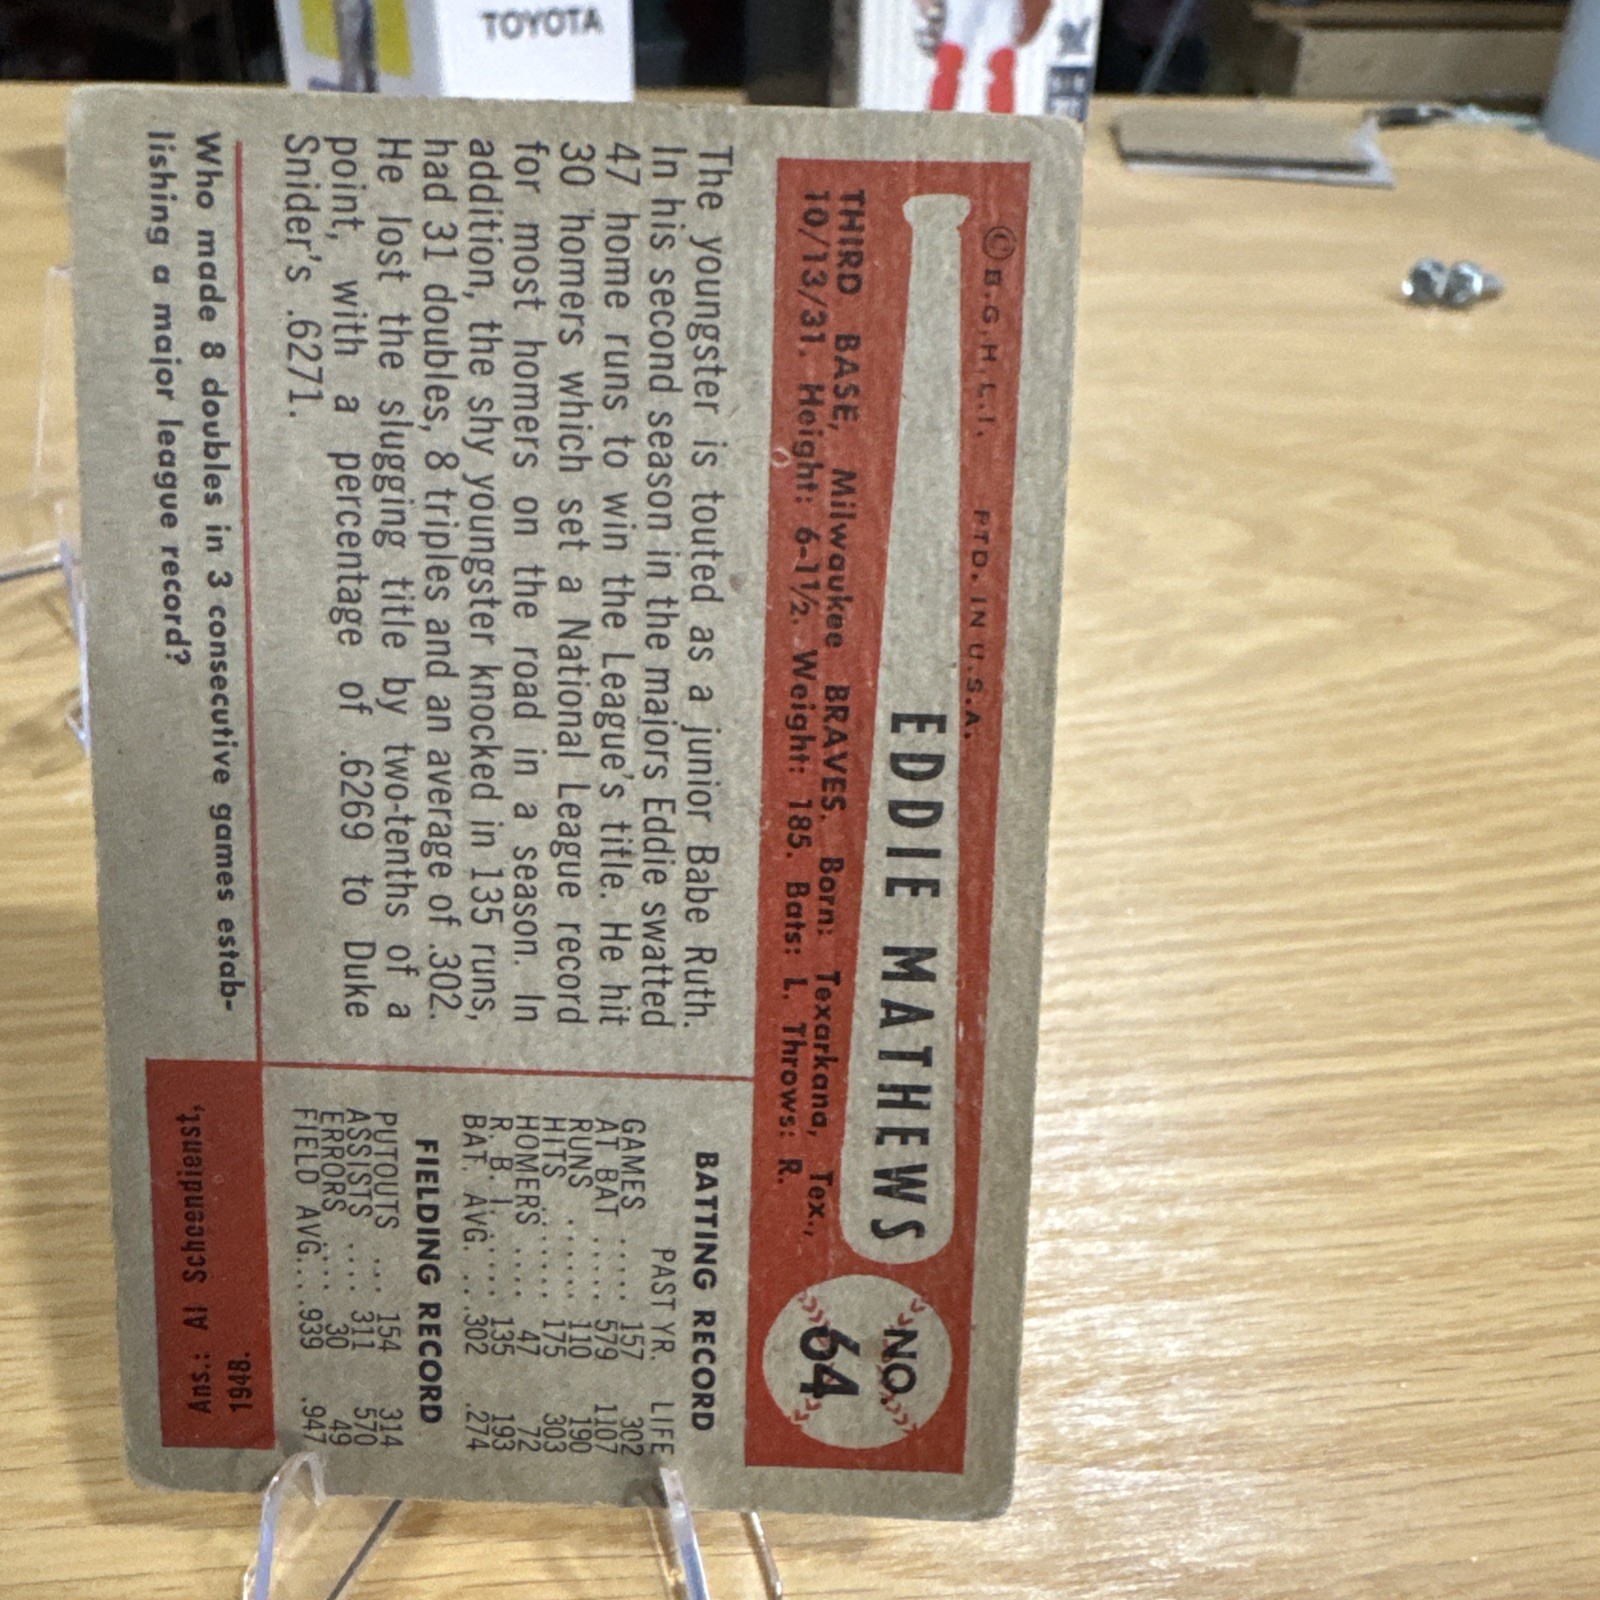 TOYOTA
© B.G.H.L.I. PTD. IN U.S.A.
EDDIE MATHEWS
NO.
64
THIRD BASE, Milwaukee BRAVES. Born: Texarkana, Tex.,
10/13/31. Height: 6-1½. Weight: 185. Bats: L. Throws: R.
The youngster is touted as a junior Babe Ruth.
In his second season in the majors Eddie swatted
47 home runs to win the League's title. He hit
30 homers which set a National League record
for most homers on the road in a season. In
addition, the shy youngster knocked in 135 runs,
had 31 doubles, 8 triples and an average of .302.
He lost the slugging title by two-tenths of a
point, with a percentage of .6269 to Duke
Snider's .6271.
BATTING RECORD
PAST YR. LIFE
GAMES ..... 157 302
AT BAT ..... 579 1107
RUNS ...... 110 190
HITS ...... 175 303
HOMERS .... 47 72
R. B. I. .... 135 193
BAT. AVG. .. .302 .274
FIELDING RECORD
PUTOUTS ... 154 314
ASSISTS .... 311 570
ERRORS .... 30 49
FIELD AVG... .939 .947
Who made 8 doubles in 3 consecutive games estab-
lishing a major league record?
Ans.: Al Schoendienst,
1948.